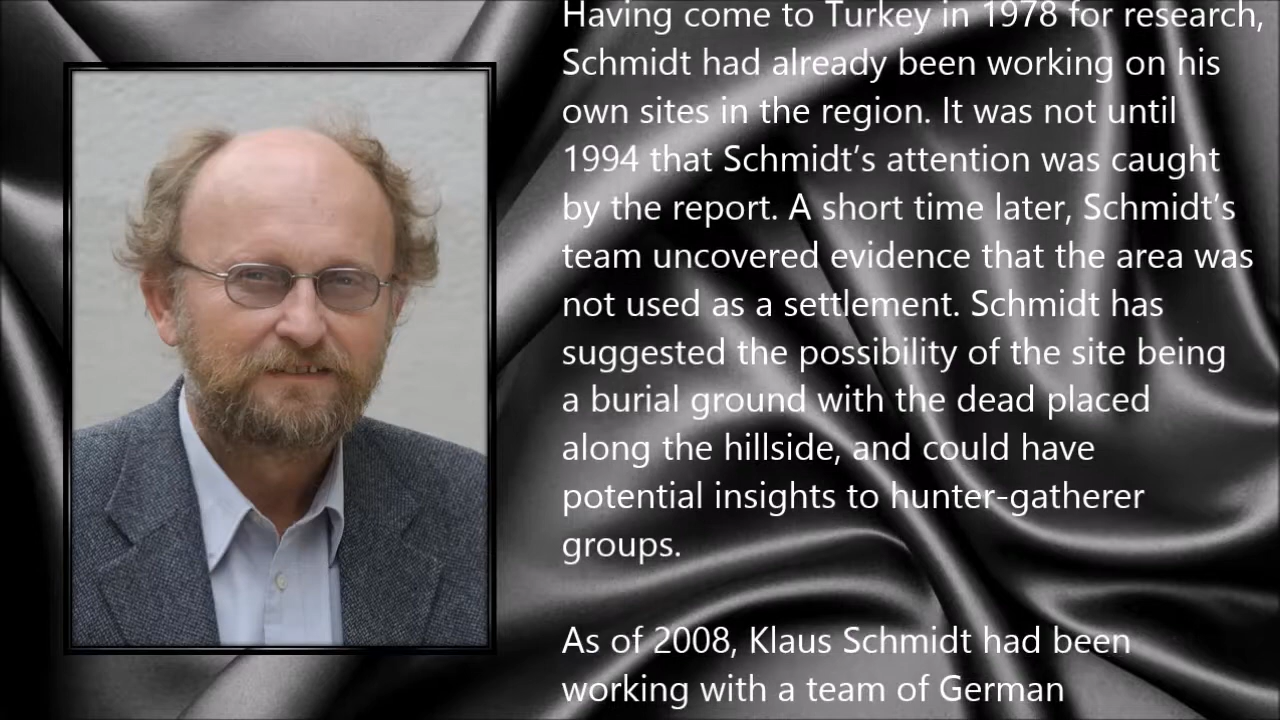 Having come to Turkey in 1978 for research,
Schmidt had already been working on his
own sites in the region. It was not until
1994 that Schmidt’s attention was caught
by the report. A short time later, Schmidt’s
team uncovered evidence that the area was
not used as a settlement. Schmidt has
suggested the possibility of the site being
a burial ground with the dead placed
along the hillside, and could have
potential insights to hunter-gatherer
groups.
As of 2008, Klaus Schmidt had been
working with a team of German